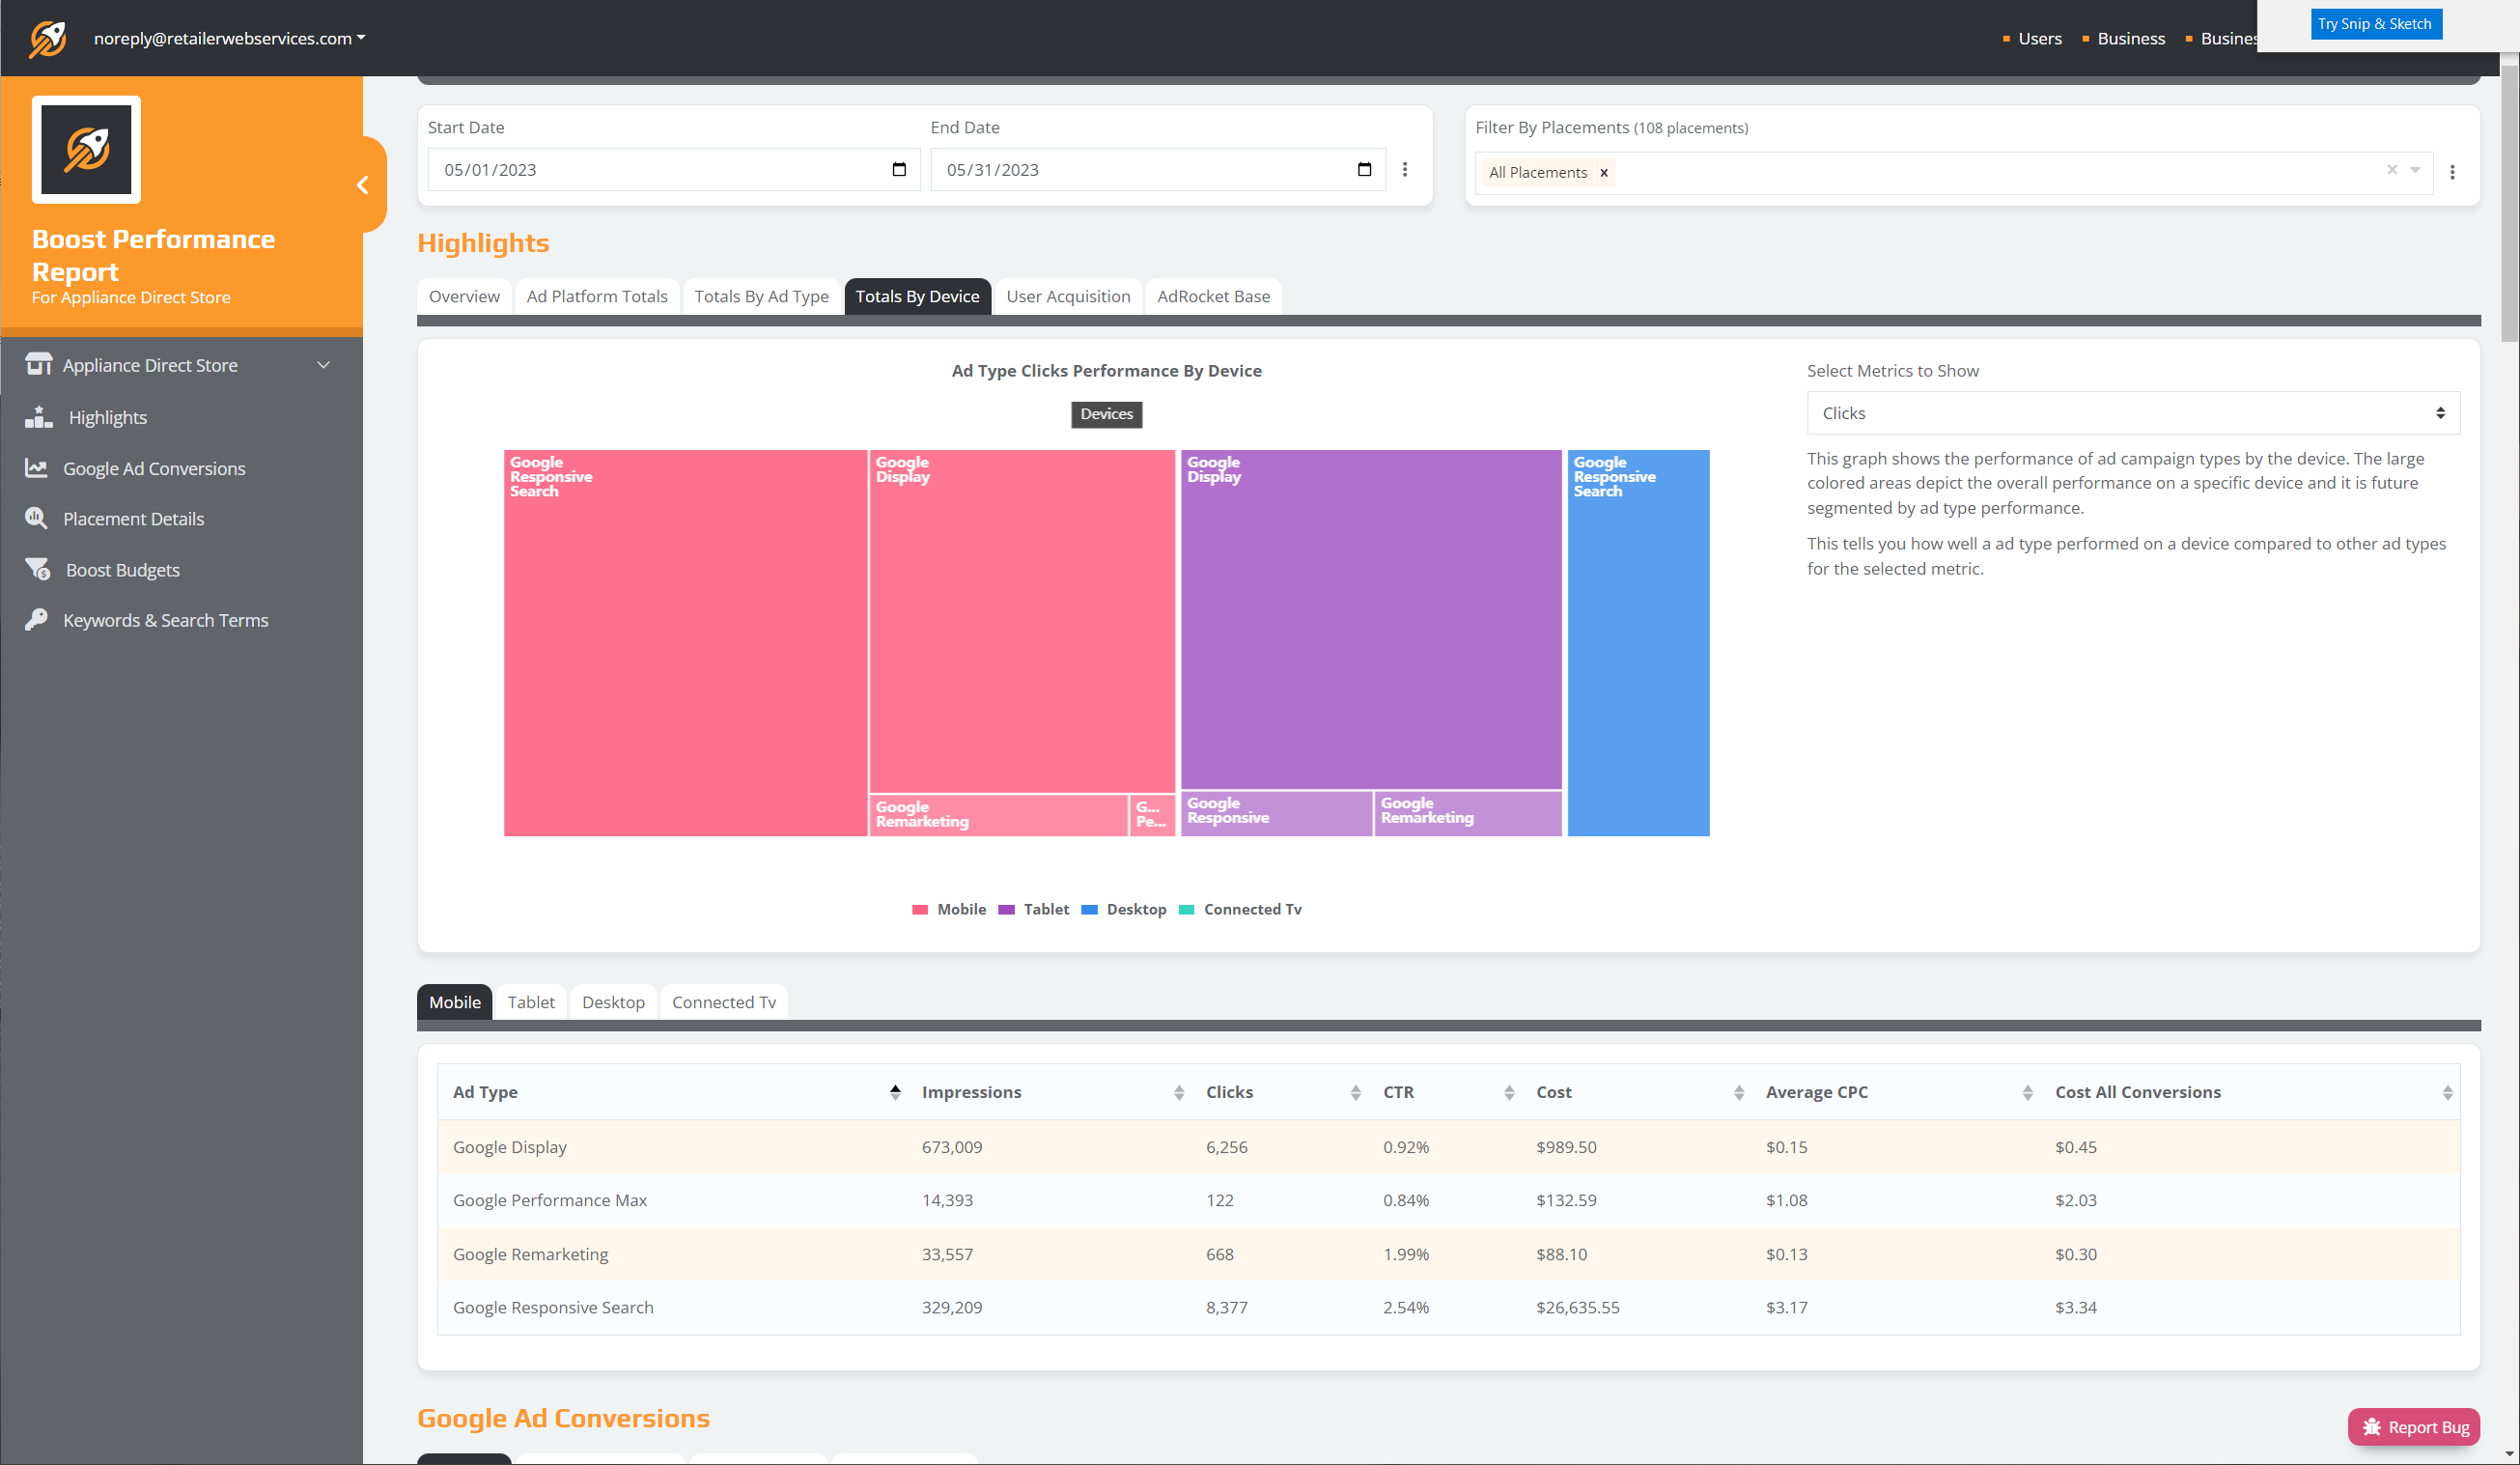 noreply@retailerwebservices.com
Users
Business
Busines
Try Snip & Sketch
Boost Performance
Report
For Appliance Direct Store
Appliance Direct Store
Highlights
Google Ad Conversions
Placement Details
Boost Budgets
Keywords & Search Terms
Start Date
End Date
05/01/2023
05/31/2023
Filter By Placements (108 placements)
All Placements x
Highlights
Overview
Ad Platform Totals
Totals By Ad Type
Totals By Device
User Acquisition
AdRocket Base
Ad Type Clicks Performance By Device
Devices
Google
Responsive
Search
Google
Display
Google
Remarketing
G...
Pe...
Google
Display
Google
Responsive
Google
Remarketing
Google
Responsive
Search
Mobile Tablet Desktop Connected Tv
Select Metrics to Show
Clicks
This graph shows the performance of ad campaign types by the device. The large
colored areas depict the overall performance on a specific device and it is future
segmented by ad type performance.
This tells you how well a ad type performed on a device compared to other ad types
for the selected metric.
Mobile Tablet Desktop Connected Tv
Ad Type Impressions Clicks CTR Cost Average CPC Cost All Conversions
Google Display 673,009 6,256 0.92% $989.50 $0.15 $0.45
Google Performance Max 14,393 122 0.84% $132.59 $1.08 $2.03
Google Remarketing 33,557 668 1.99% $88.10 $0.13 $0.30
Google Responsive Search 329,209 8,377 2.54% $26,635.55 $3.17 $3.34
Google Ad Conversions
Report Bug